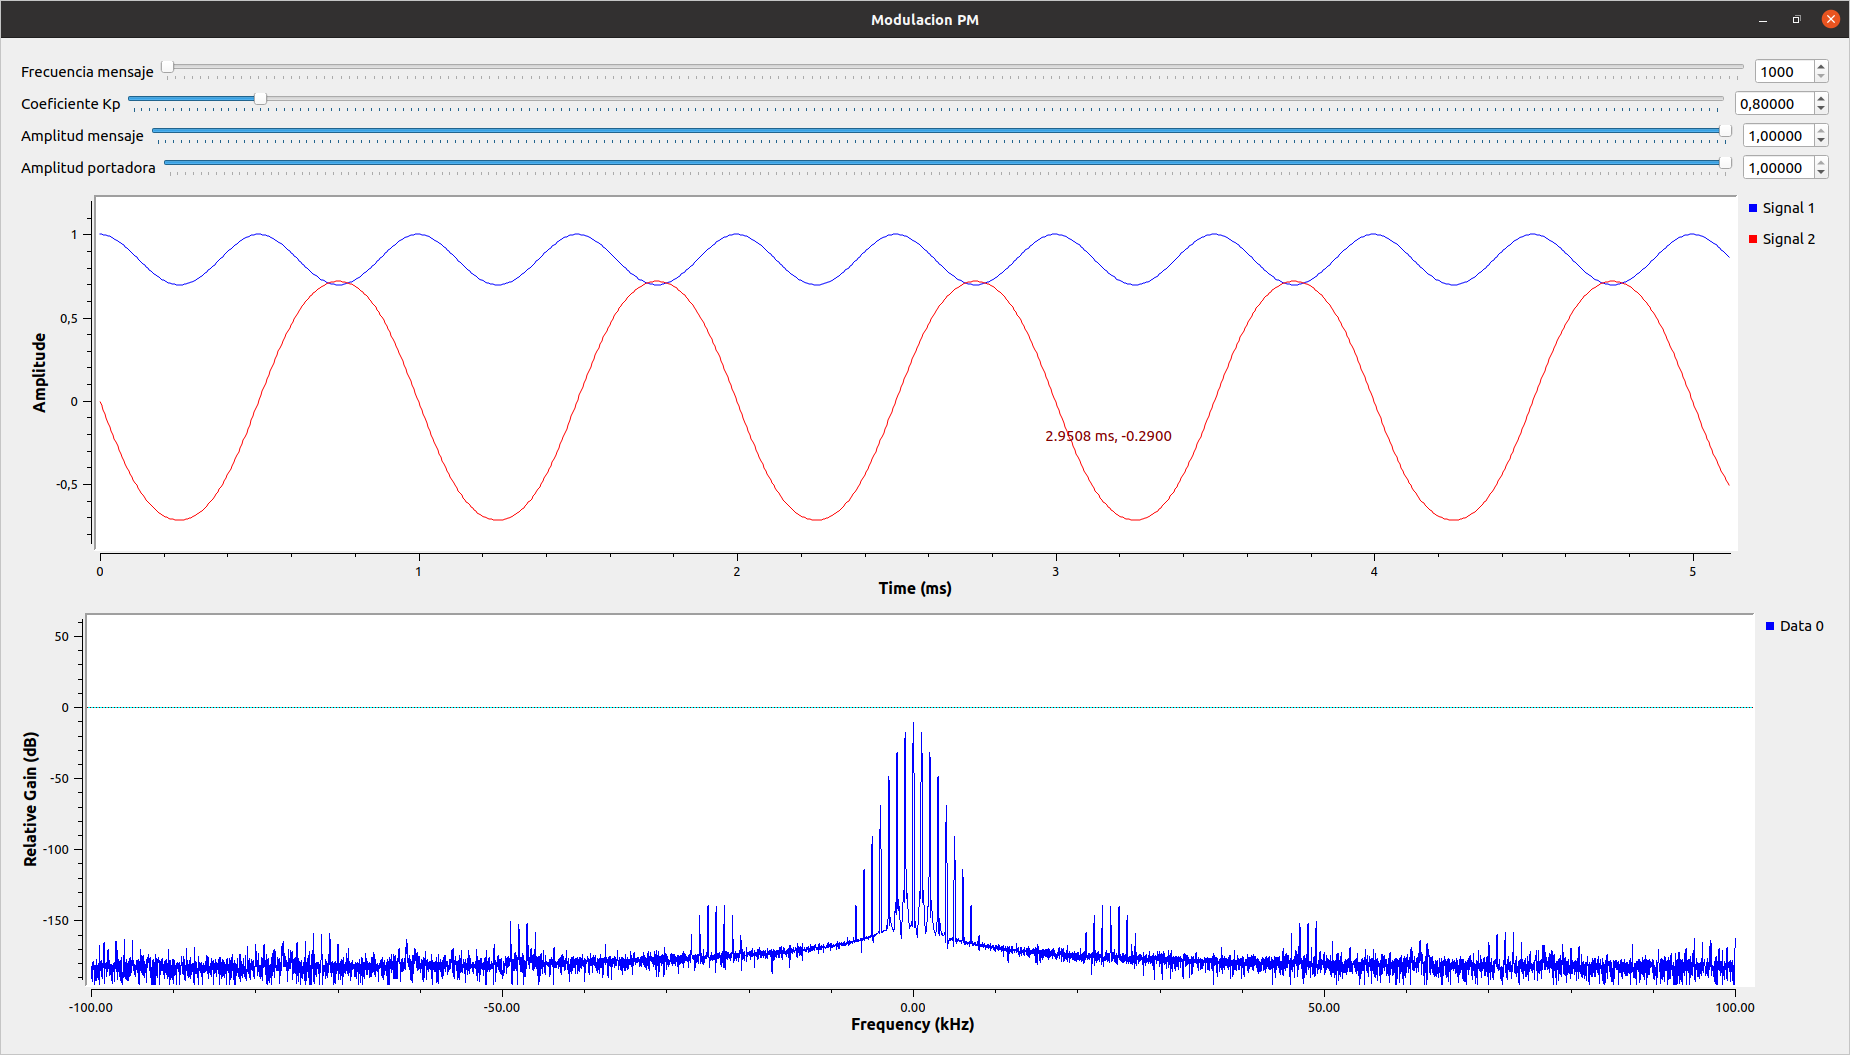 Modulacion PM
Frecuencia mensaje 1000
Coeficiente Kp 0,80000
Amplitud mensaje 1,00000
Amplitud portadora 1,00000
Signal 1
Signal 2
1
0,5
0
-0,5
Amplitude
2.9508 ms, -0.2900
0 1 2 3 4 5
Time (ms)
Data 0
50
0
-50
-100
-150
Relative Gain (dB)
-100.00 -50.00 0.00 50.00 100.00
Frequency (kHz)